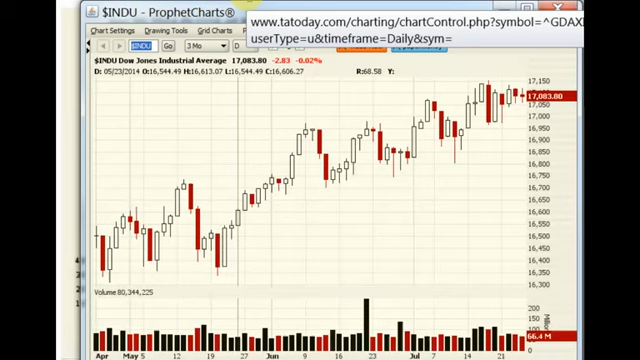 $INDU - ProphetCharts®
www.tatoday.com/charting/chartControl.php?symbol=^GDAXI
userType=u&timeframe=Daily&sym=
Chart Settings Drawing Tools Grid Charts
$INDU Go 3 Mo D
$INDU Dow Jones Industrial Average 17,083.80 -2.83 -0.02%
D: 05/23/2014 O: 16,544.49 H: 16,613.07 L: 16,544.49 C: 16,606.27 R:68.58 Y:
17,150
17,083.80
17,050
17,000
16,950
16,900
16,850
16,800
16,750
16,700
16,650
16,600
16,550
16,500
16,450
16,400
16,350
16,300
Volume 80,344,225
200
150
Millions
66.4 M
Apr May 5 12 19 27 Jun 9 16 23 Jul 7 14 21